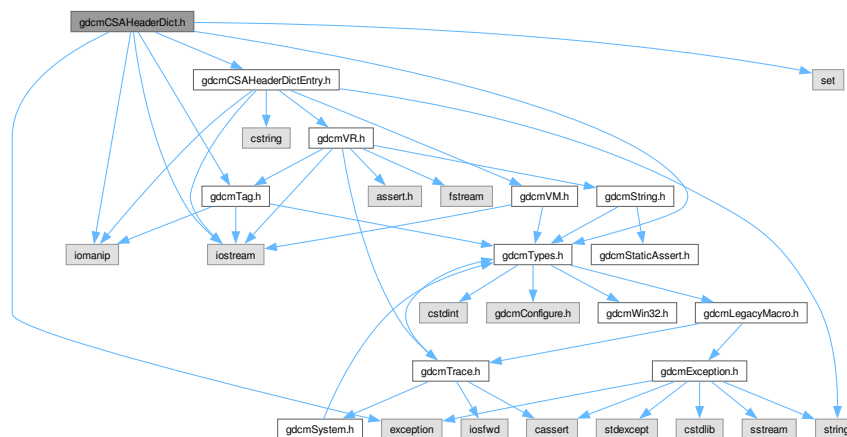 gdcmCSAHeaderDict.h
gdcmCSAHeaderDictEntry.h
set
cstring
gdcmVR.h
gdcmTag.h
assert.h
fstream
gdcmVM.h
gdcmString.h
iomanip
iostream
gdcmTypes.h
gdcmStaticAssert.h
cstdint
gdcmConfigure.h
gdcmWin32.h
gdcmLegacyMacro.h
gdcmTrace.h
gdcmException.h
gdcmSystem.h
exception
iosfwd
cassert
stdexcept
cstdlib
sstream
string